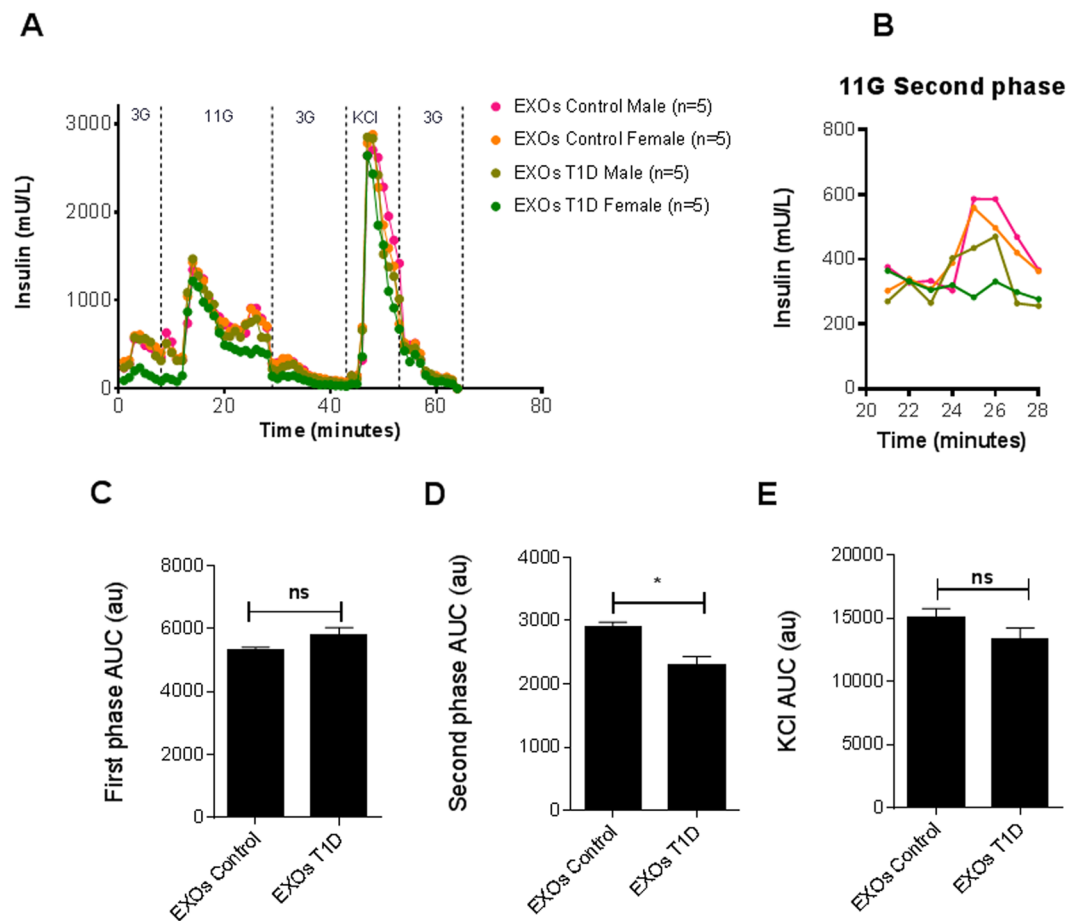 A
3G
11G
3G
KCl
3G
Insulin (mU/L)
3000
2000
1000
0
0
20
40
60
80
Time (minutes)
EXOs Control Male (n=5)
EXOs Control Female (n=5)
EXOs T1D Male (n=5)
EXOs T1D Female (n=5)
B
11G Second phase
Insulin (mU/L)
800
600
400
200
0
20
22
24
26
28
Time (minutes)
C
First phase AUC (au)
8000
6000
4000
2000
0
ns
EXOs Control
EXOs T1D
D
Second phase AUC (au)
4000
3000
2000
1000
0
*
EXOs Control
EXOs T1D
E
KCl AUC (au)
20000
15000
10000
5000
0
ns
EXOs Control
EXOs T1D